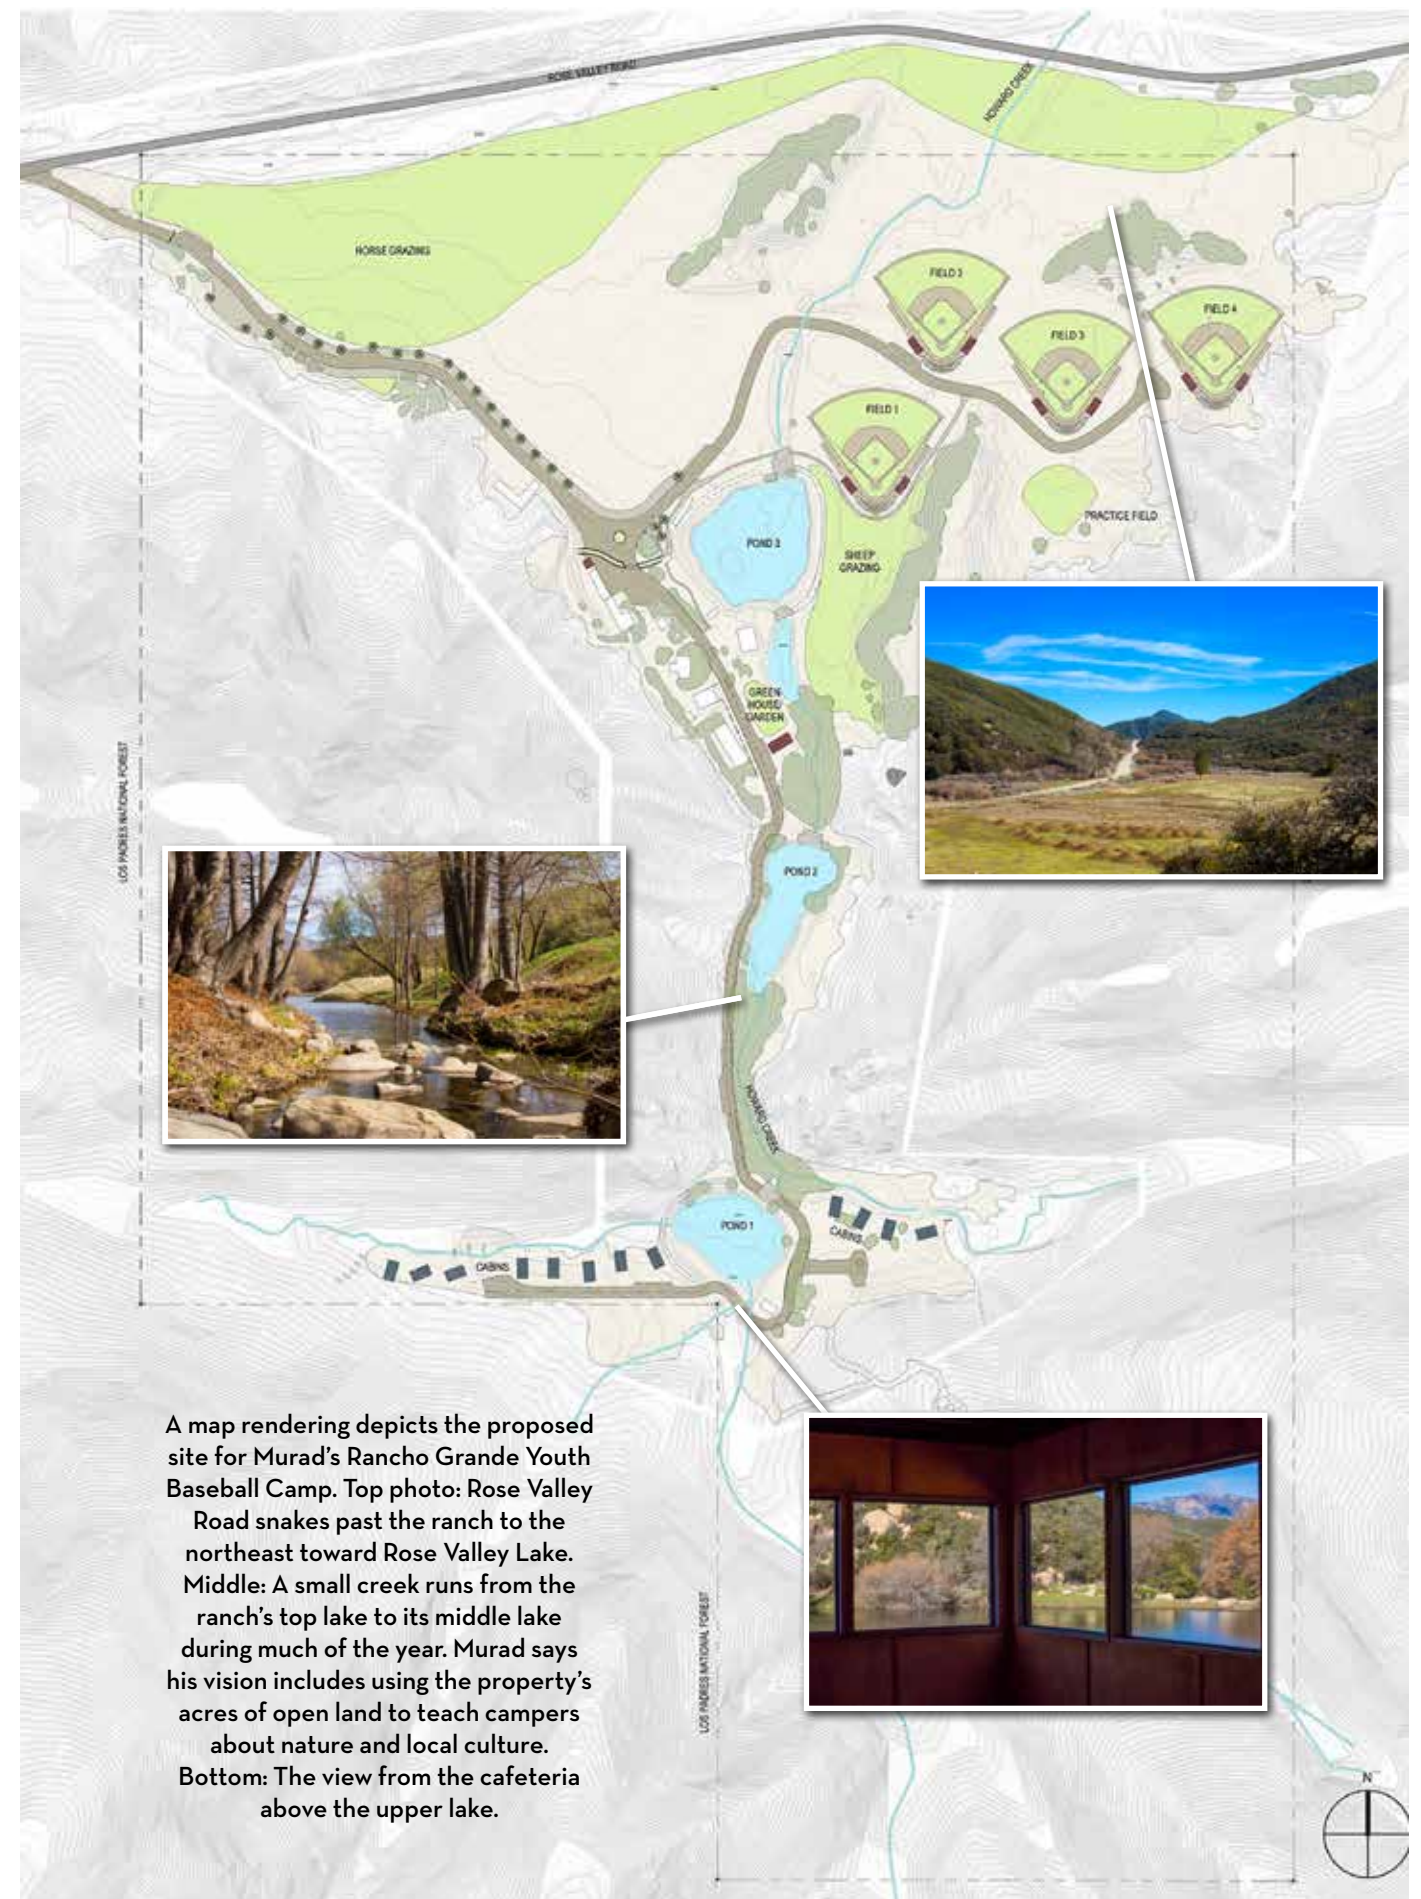 ROSE VALLEY ROAD
HOWARD CREEK
HORSE GRAZING
FIELD 2
FIELD 3
FIELD 4
FIELD 1
PRACTICE FIELD
POND 3
SHEEP
GRAZING
GREEN
HOUSE/
GARDEN
LOS PADRES NATIONAL FOREST
POND 2
HOWARD CREEK
POND 1
CABINS
CABINS
A map rendering depicts the proposed
site for Murad’s Rancho Grande Youth
Baseball Camp. Top photo: Rose Valley
Road snakes past the ranch to the
northeast toward Rose Valley Lake.
Middle: A small creek runs from the
ranch’s top lake to its middle lake
during much of the year. Murad says
his vision includes using the property’s
acres of open land to teach campers
about nature and local culture.
Bottom: The view from the cafeteria
above the upper lake.
LOS PADRES NATIONAL FOREST
N